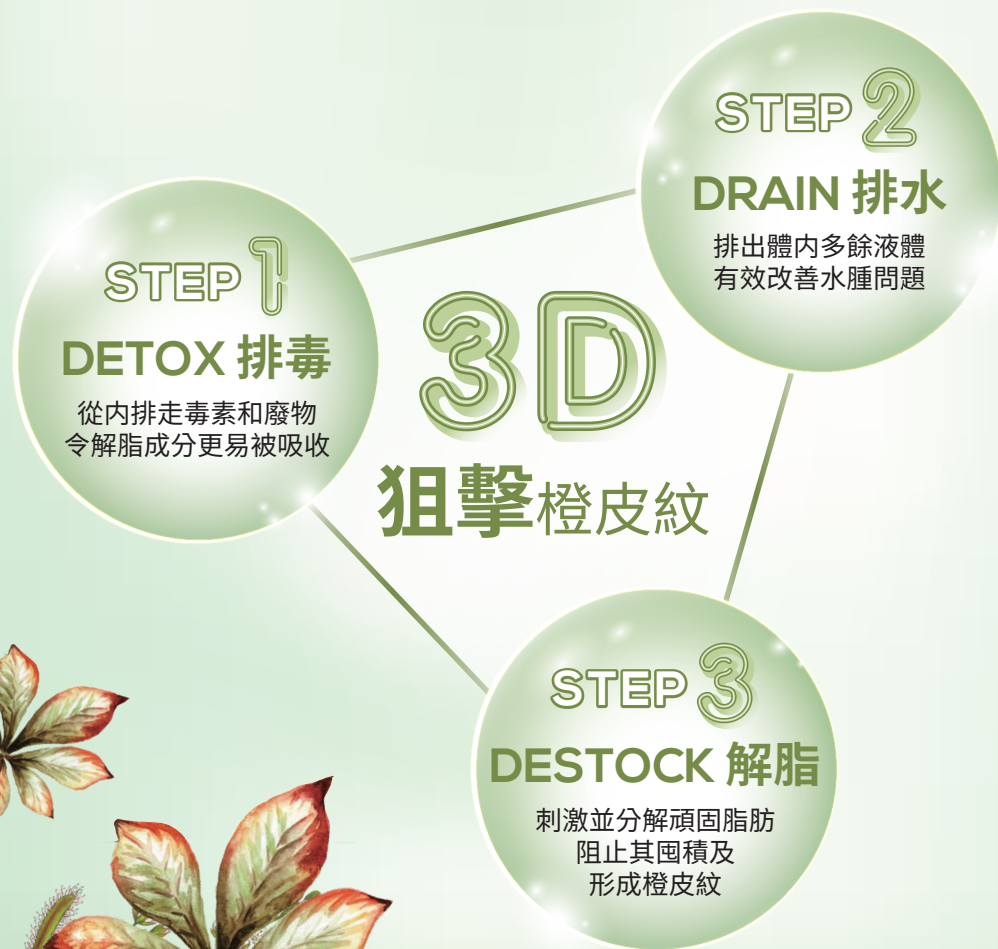 STEP 1
DETOX 排毒
從内排走毒素和廢物
令解脂成分更易被吸收
STEP 2
DRAIN 排水
排出體内多餘液體
有效改善水腫問題
3D
狙擊橙皮紋
STEP 3
DESTOCK 解脂
刺激並分解頑固脂肪
阻止其囤積及
形成橙皮紋